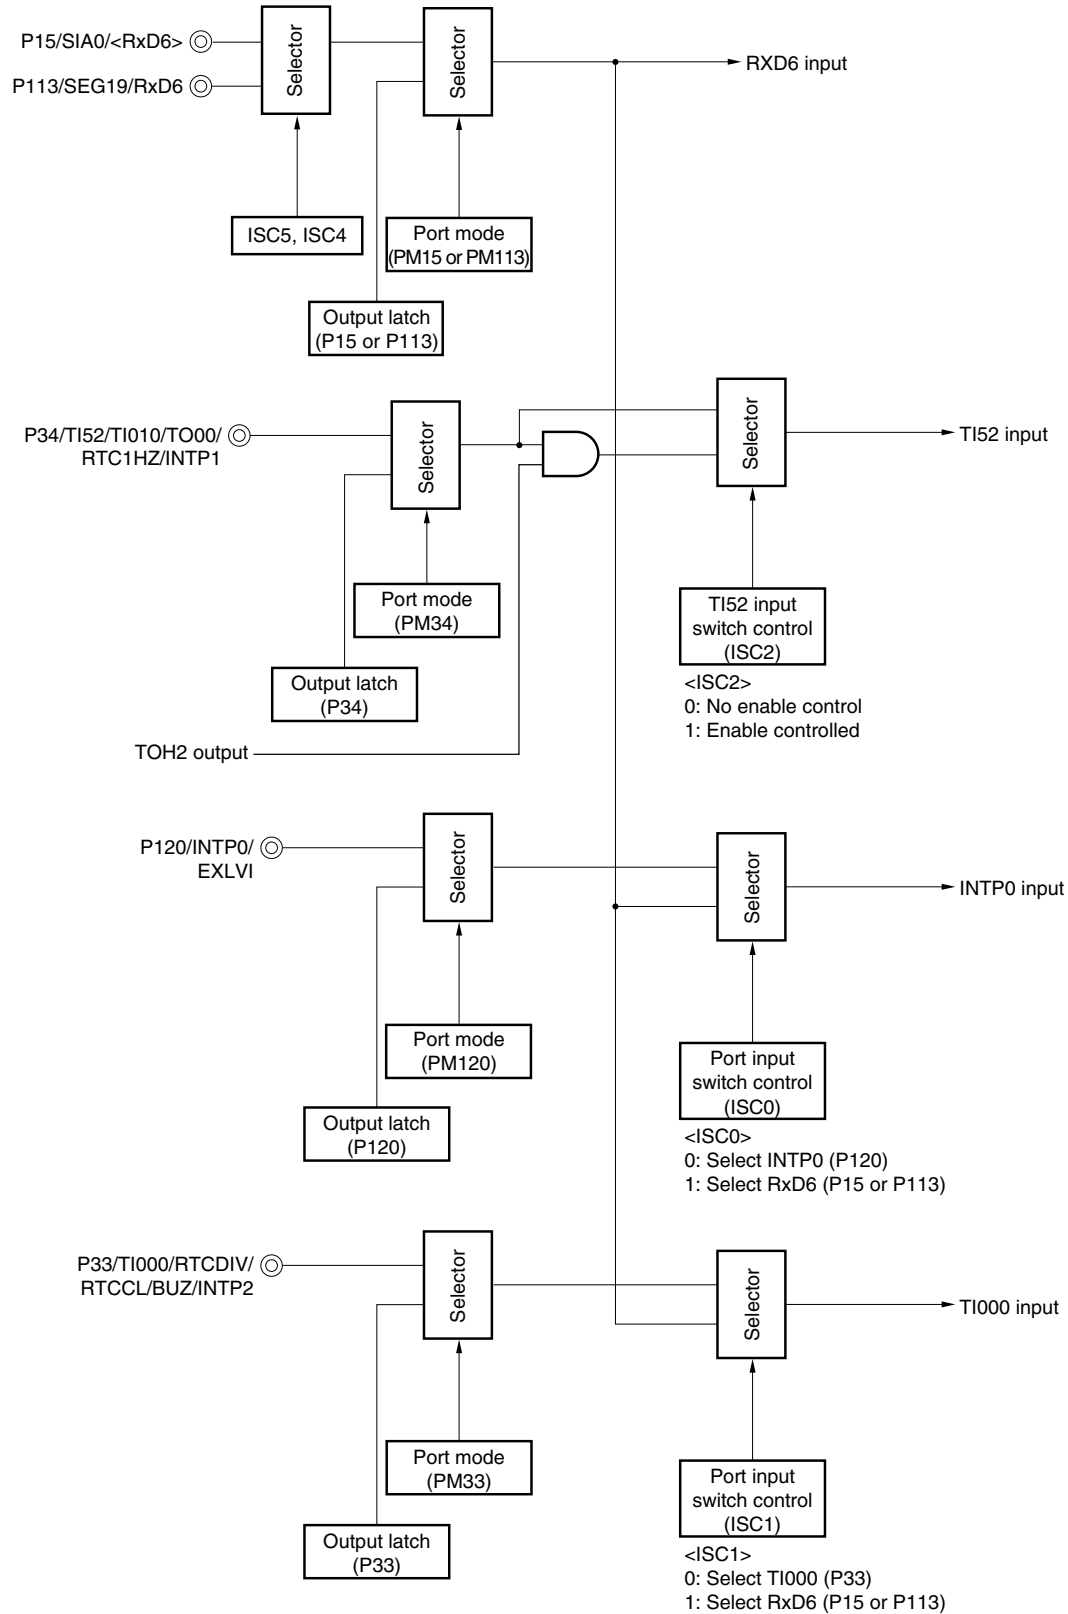 P15/SIA0/<RxD6>
P113/SEG19/RxD6
Selector
Selector
RXD6 input
ISC5, ISC4
Port mode
(PM15 or PM113)
Output latch
(P15 or P113)
P34/TI52/TI010/TO00/
RTC1HZ/INTP1
Selector
Selector
TI52 input
Port mode
(PM34)
Output latch
(P34)
TI52 input
switch control
(ISC2)
<ISC2>
0: No enable control
1: Enable controlled
TOH2 output
P120/INTP0/
EXLVI
Selector
Selector
INTP0 input
Port mode
(PM120)
Output latch
(P120)
Port input
switch control
(ISC0)
<ISC0>
0: Select INTP0 (P120)
1: Select RxD6 (P15 or P113)
P33/TI000/RTCDIV/
RTCCL/BUZ/INTP2
Selector
Selector
TI000 input
Port mode
(PM33)
Output latch
(P33)
Port input
switch control
(ISC1)
<ISC1>
0: Select TI000 (P33)
1: Select RxD6 (P15 or P113)